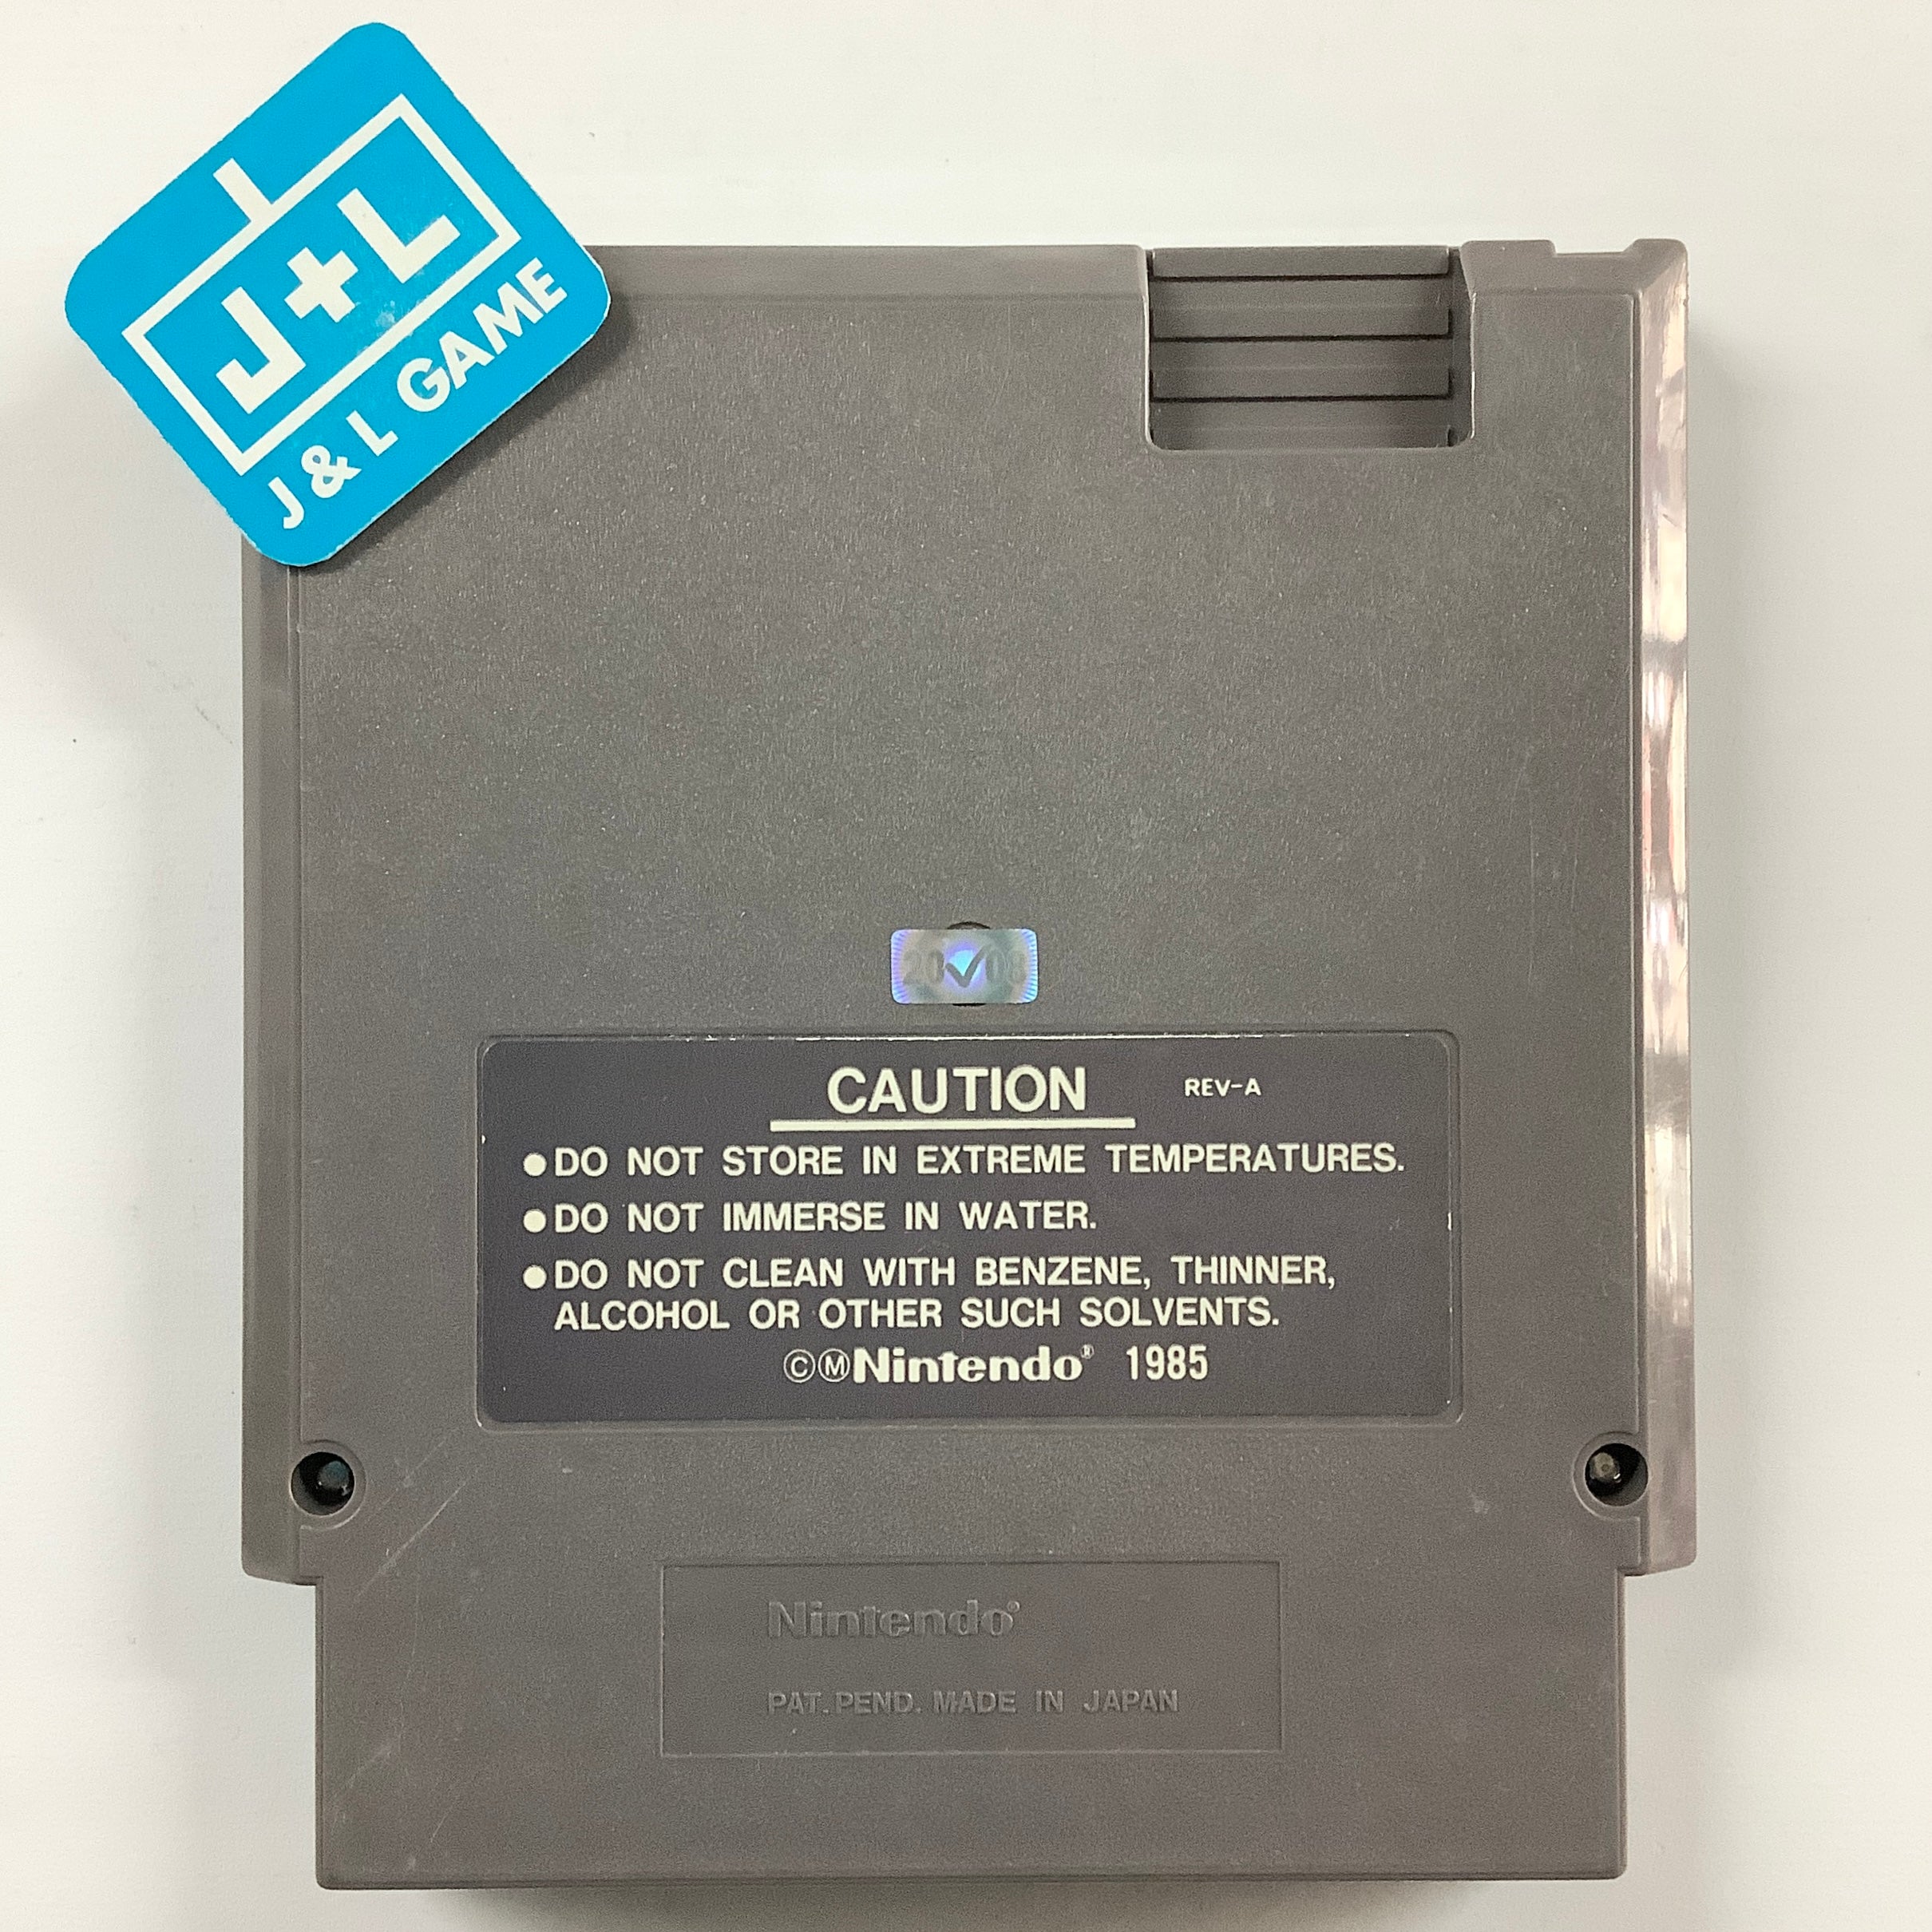 J+L
J & L GAME
20✓08
CAUTION REV-A
●DO NOT STORE IN EXTREME TEMPERATURES.
●DO NOT IMMERSE IN WATER.
●DO NOT CLEAN WITH BENZENE, THINNER,
ALCOHOL OR OTHER SUCH SOLVENTS.
ⒸⓂNintendo® 1985
Nintendo®
PAT. PEND. MADE IN JAPAN